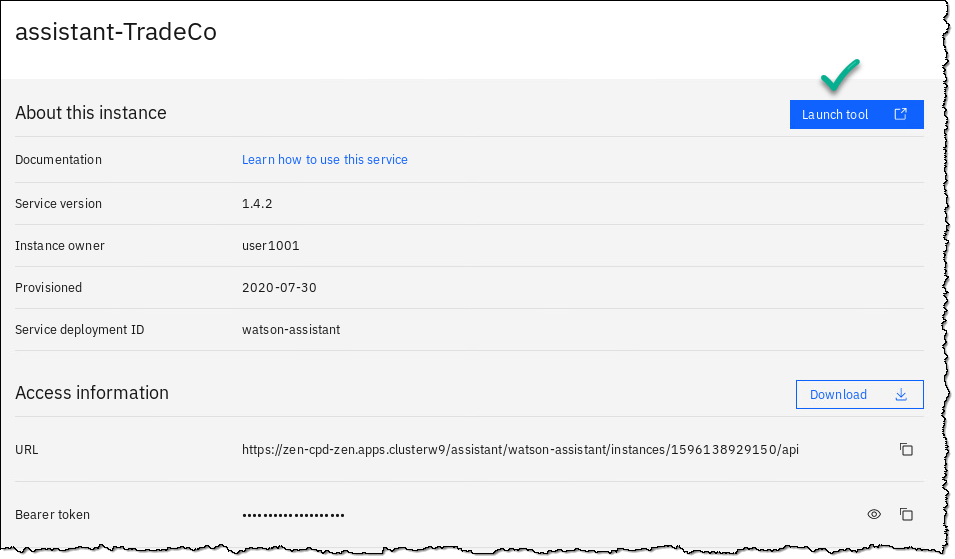 assistant-TradeCo
About this instance
Launch tool
Documentation Learn how to use this service
Service version 1.4.2
Instance owner user1001
Provisioned 2020-07-30
Service deployment ID watson-assistant
Access information
Download
URL https://zen-cpd-zen.apps.clusterw9/assistant/watson-assistant/instances/1596138929150/api
Bearer token ••••••••••••••••••••